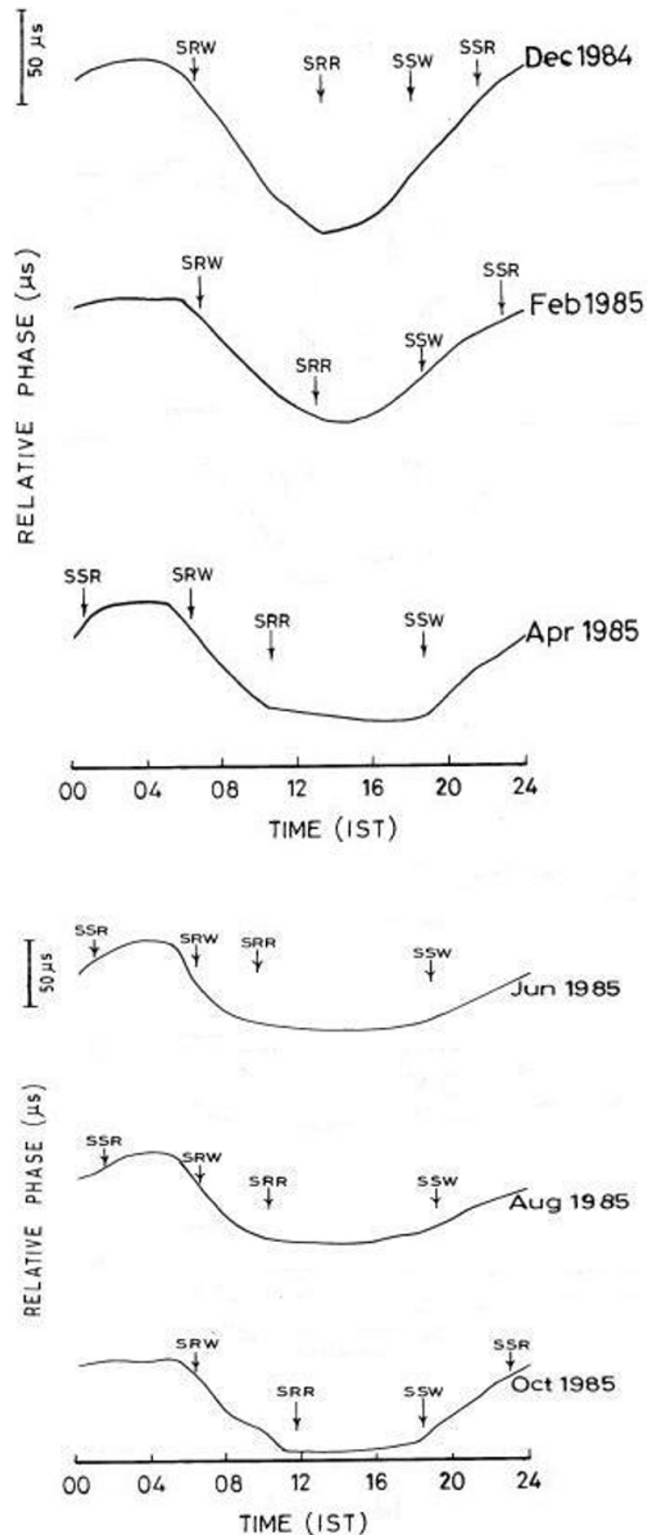 50 µs
SRW
SRR
SSW
SSR
Dec 1984
RELATIVE PHASE (µs)
SRW
SSR
Feb 1985
SRR
SSW
SSR
SRW
SRR
SSW
Apr 1985
00 04 08 12 16 20 24
TIME (IST)
50 µs
SSR
SRW
SRR
SSW
Jun 1985
RELATIVE PHASE (µs)
SSR
SRW
SRR
SSW
Aug 1985
SRW
SRR
SSW
SSR
Oct 1985
00 04 08 12 16 20 24
TIME (IST)